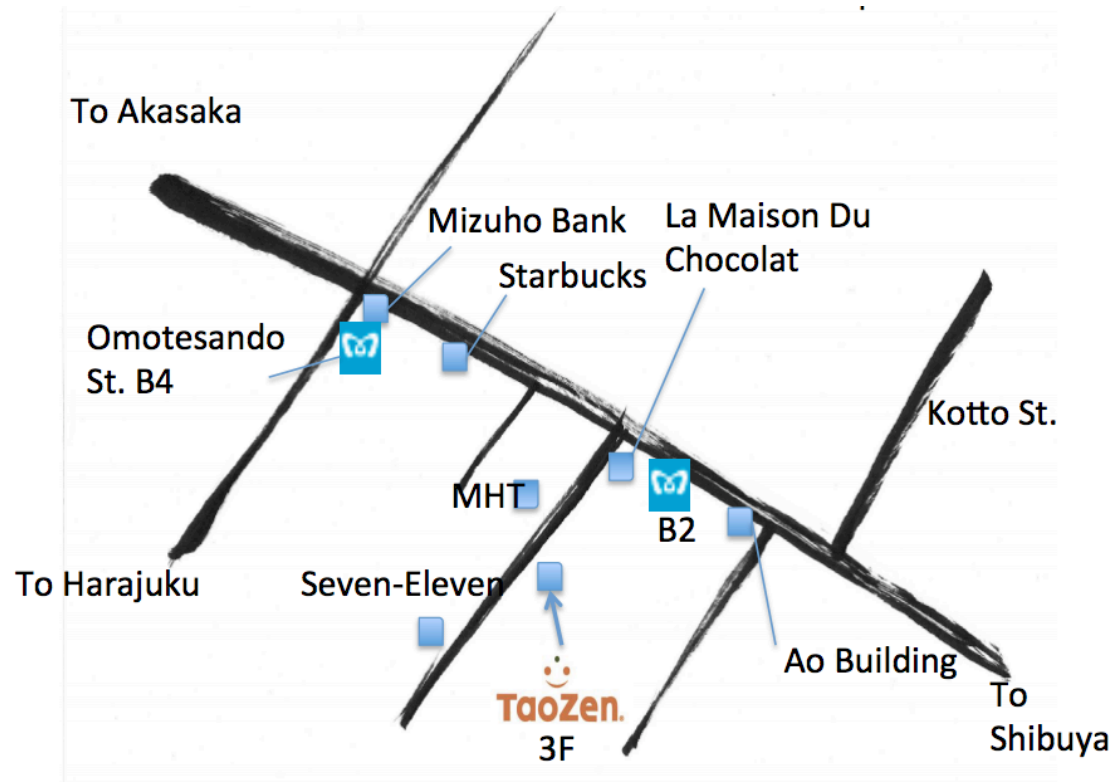 To Akasaka
Mizuho Bank
La Maison Du
Chocolat
Starbucks
Omotesando
St. B4
Kotto St.
MHT
B2
To Harajuku
Seven-Eleven
Ao Building
TaoZen.
3F
To
Shibuya